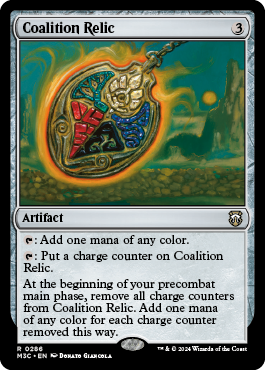 Coalition Relic 3
Artifact
: Add one mana of any color.
: Put a charge counter on Coalition
Relic.
At the beginning of your precombat
main phase, remove all charge counters
from Coalition Relic. Add one mana
of any color for each charge counter
removed this way.
R 0286
M3C • EN Donato Giancola
™ & © 2024 Wizards of the Coast